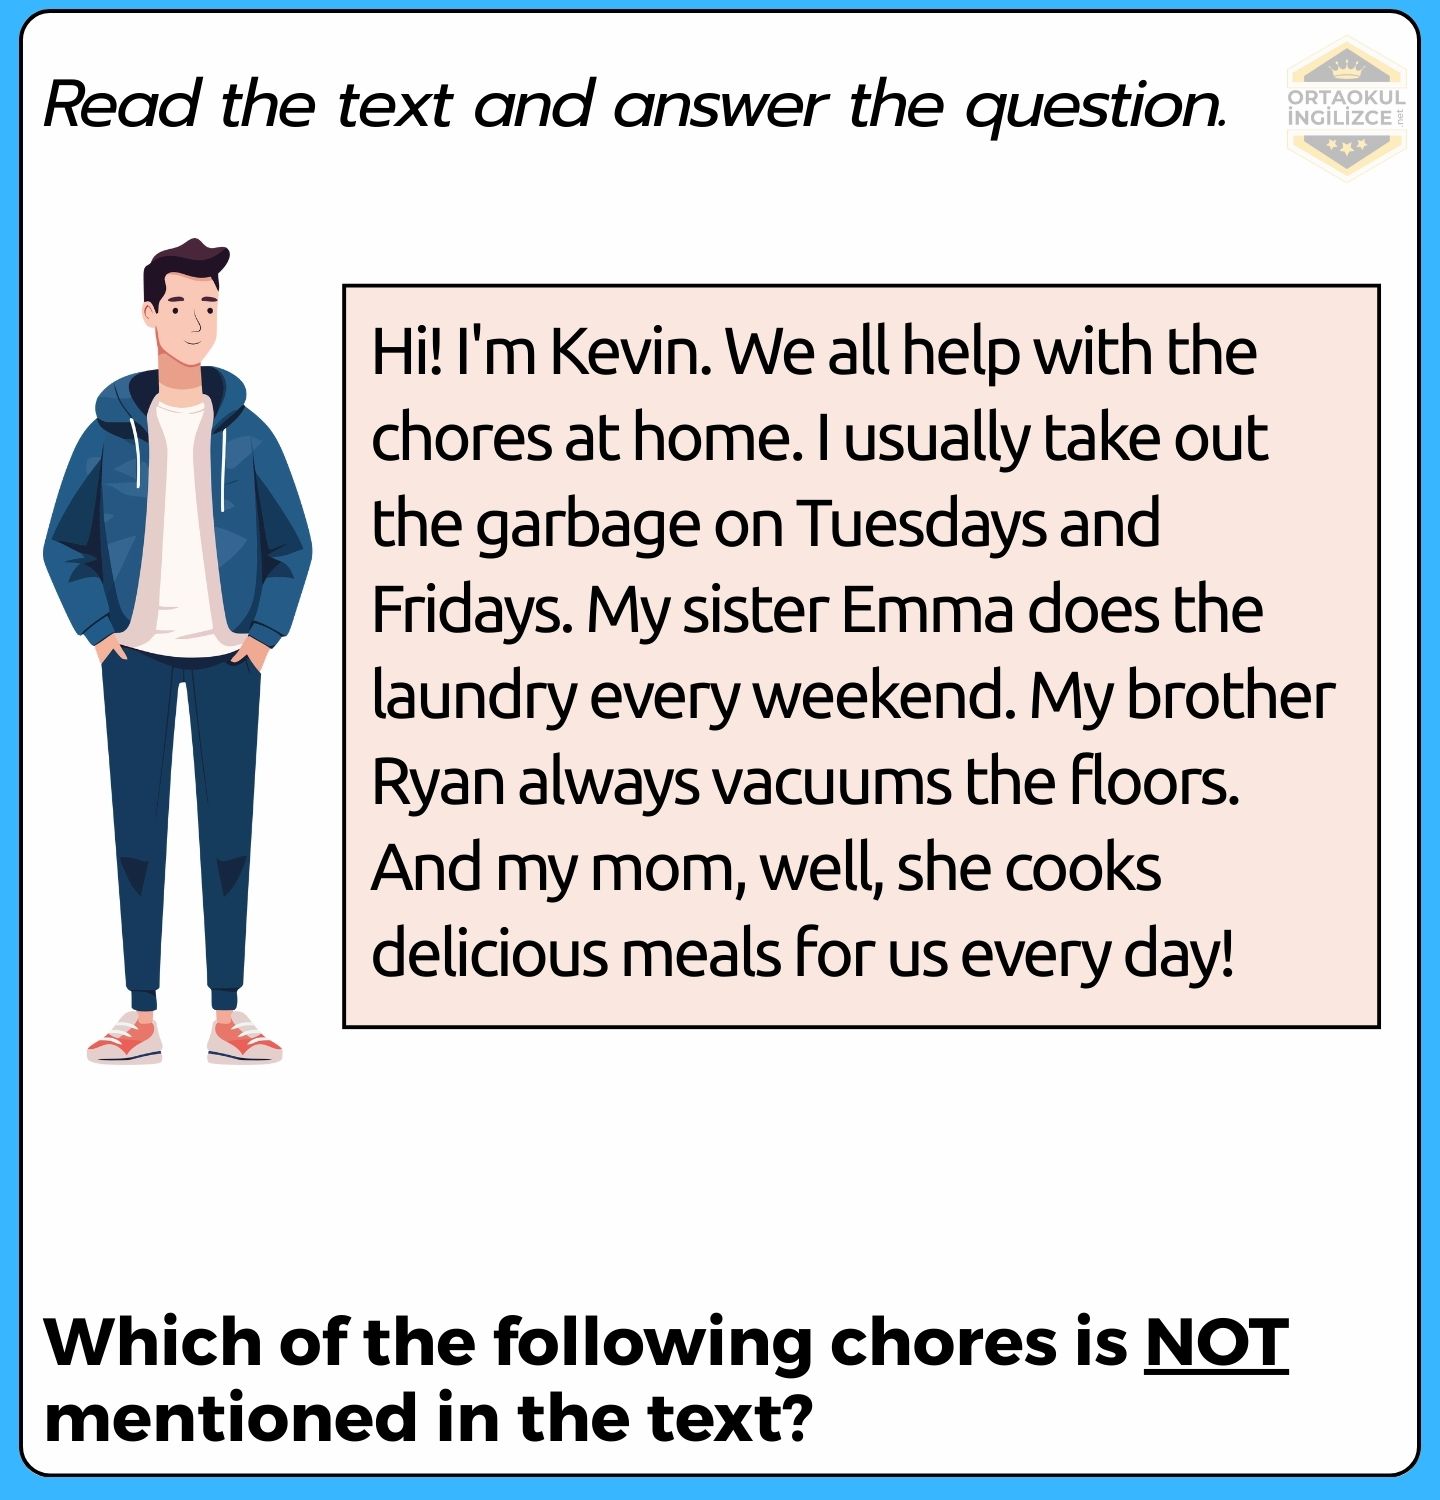 Read the text and answer the question.
ORTAOKUL
İNGİLİZCE
.net
Hi! I'm Kevin. We all help with the
chores at home. I usually take out
the garbage on Tuesdays and
Fridays. My sister Emma does the
laundry every weekend. My brother
Ryan always vacuums the floors.
And my mom, well, she cooks
delicious meals for us every day!
Which of the following chores is NOT
mentioned in the text?